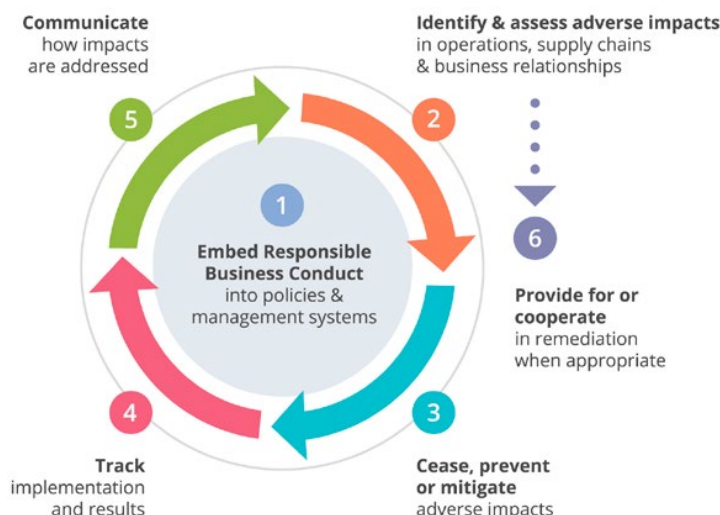 1
Embed Responsible
Business Conduct
into policies &
management systems
2
Identify & assess adverse impacts
in operations, supply chains
& business relationships
3
Cease, prevent
or mitigate
adverse impacts
4
Track
implementation
and results
5
Communicate
how impacts
are addressed
6
Provide for or
cooperate
in remediation
when appropriate